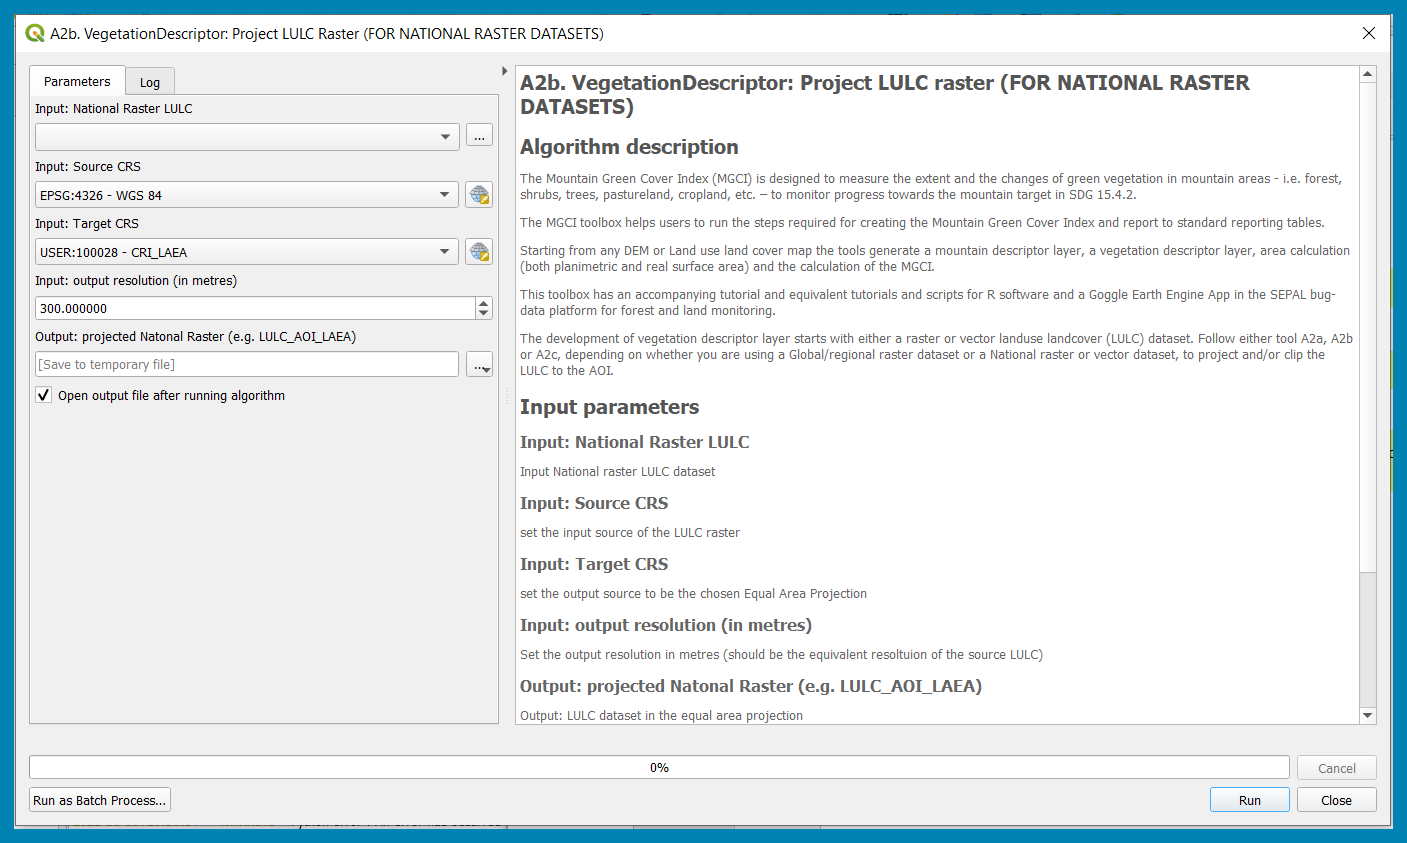 A2b. VegetationDescriptor: Project LULC Raster (FOR NATIONAL RASTER DATASETS)
Parameters
Log
Input: National Raster LULC
...
Input: Source CRS
EPSG:4326 - WGS 84
Input: Target CRS
USER:100028 - CRI_LAEA
Input: output resolution (in metres)
300.000000
Output: projected Natonal Raster (e.g. LULC_AOI_LAEA)
[Save to temporary file]
...
Open output file after running algorithm
A2b. VegetationDescriptor: Project LULC raster (FOR NATIONAL RASTER
DATASETS)
Algorithm description
The Mountain Green Cover Index (MGCI) is designed to measure the extent and the changes of green vegetation in mountain areas - i.e. forest,
shrubs, trees, pastureland, cropland, etc. – to monitor progress towards the mountain target in SDG 15.4.2.
The MGCI toolbox helps users to run the steps required for creating the Mountain Green Cover Index and report to standard reporting tables.
Starting from any DEM or Land use land cover map the tools generate a mountain descriptor layer, a vegetation descriptor layer, area calculation
(both planimetric and real surface area) and the calculation of the MGCI.
This toolbox has an accompanying tutorial and equivalent tutorials and scripts for R software and a Goggle Earth Engine App in the SEPAL bug-
data platform for forest and land monitoring.
The development of vegetation descriptor layer starts with either a raster or vector landuse landcover (LULC) dataset. Follow either tool A2a, A2b
or A2c, depending on whether you are using a Global/regional raster dataset or a National raster or vector dataset, to project and/or clip the
LULC to the AOI.
Input parameters
Input: National Raster LULC
Input National raster LULC dataset
Input: Source CRS
set the input source of the LULC raster
Input: Target CRS
set the output source to be the chosen Equal Area Projection
Input: output resolution (in metres)
Set the output resolution in metres (should be the equivalent resoltuion of the source LULC)
Output: projected Natonal Raster (e.g. LULC_AOI_LAEA)
Output: LULC dataset in the equal area projection
0%
Cancel
Run as Batch Process...
Run
Close